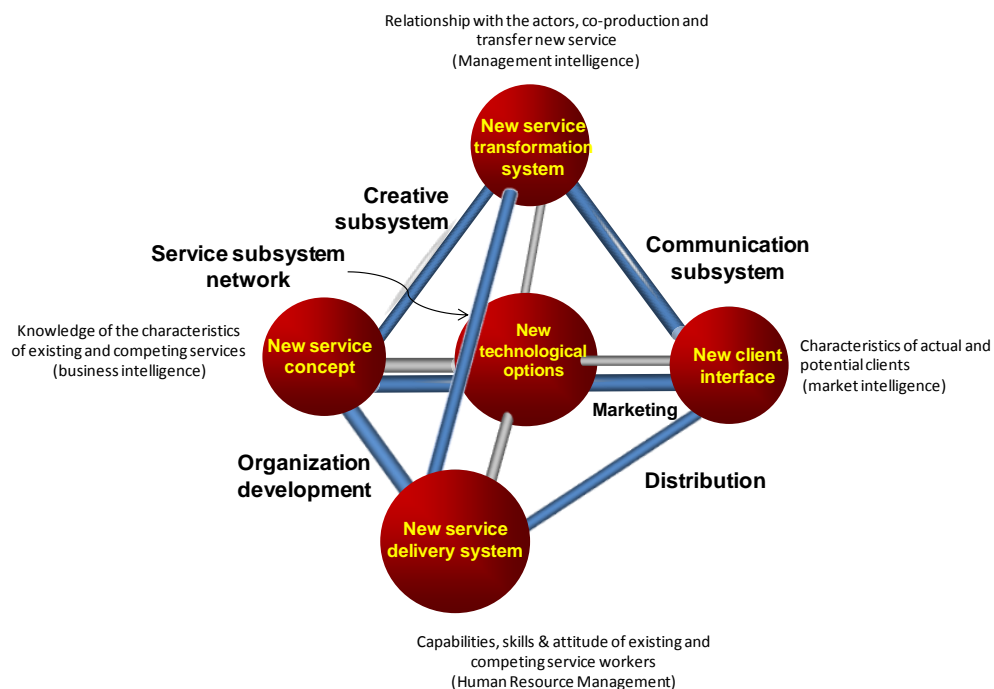 Relationship with the actors, co-production and
transfer new service
(Management intelligence)
New service
transformation
system
Creative
subsystem
Communication
subsystem
Service subsystem
network
Knowledge of the characteristics
of existing and competing services
(business intelligence)
New service
concept
New
technological
options
New client
interface
Characteristics of actual and
potential clients
(market intelligence)
Marketing
Organization
development
Distribution
New service
delivery system
Capabilities, skills & attitude of existing and
competing service workers
(Human Resource Management)